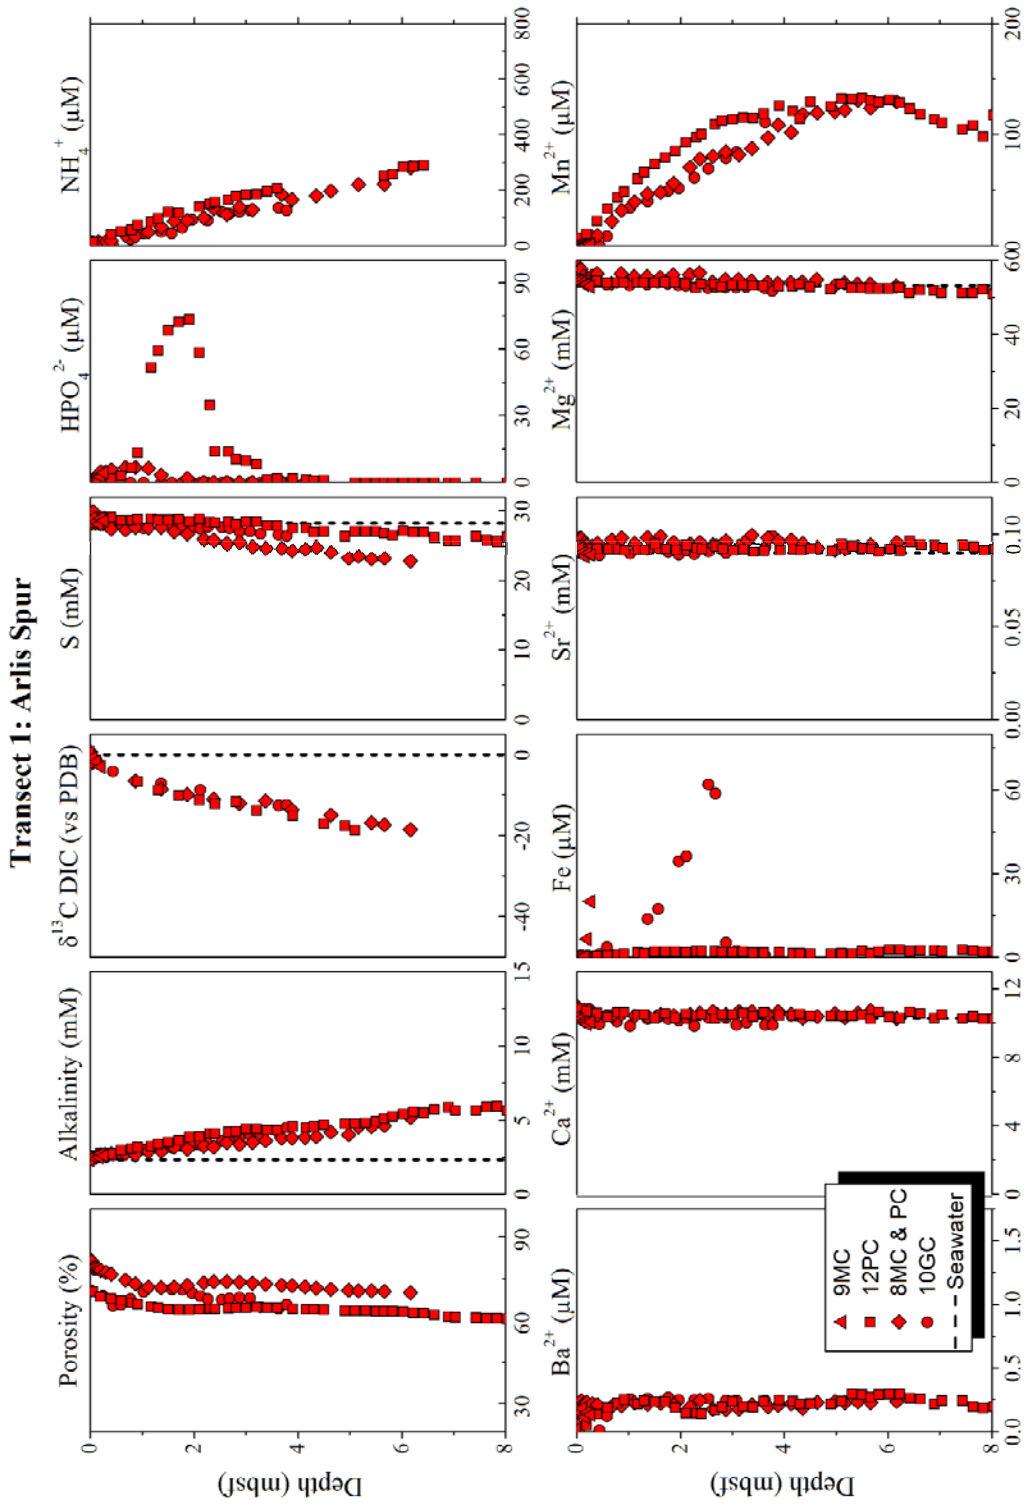 Transect 1: Arlis Spur
Porosity (%)
Alkalinity (mM)
δ¹³C DIC (vs PDB)
S (mM)
HPO₄²⁻ (μM)
NH₄⁺ (μM)
Depth (mbsf)
0
2
4
6
8
30
60
90
0
5
10
15
-40
-20
0
0
10
20
30
0
30
60
90
0
200
400
600
800
Ba²⁺ (μM)
Ca²⁺ (mM)
Fe (μM)
Sr²⁺ (mM)
Mg²⁺ (mM)
Mn²⁺ (μM)
Depth (mbsf)
0
2
4
6
8
9MC
12PC
8MC & PC
10GC
Seawater
0.0
0.5
1.0
1.5
0
4
8
12
0
30
60
0.00
0.05
0.10
0
20
40
60
0
100
200